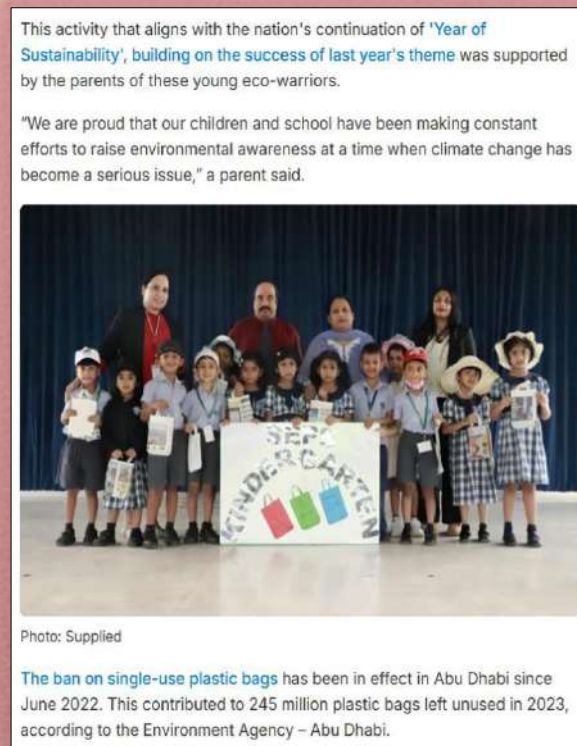 This activity that aligns with the nation's continuation of 'Year of
Sustainability', building on the success of last year's theme was supported
by the parents of these young eco-warriors.
"We are proud that our children and school have been making constant
efforts to raise environmental awareness at a time when climate change has
become a serious issue," a parent said.
SEPS
KINDERGARTEN
Photo: Supplied
The ban on single-use plastic bags has been in effect in Abu Dhabi since
June 2022. This contributed to 245 million plastic bags left unused in 2023,
according to the Environment Agency – Abu Dhabi.